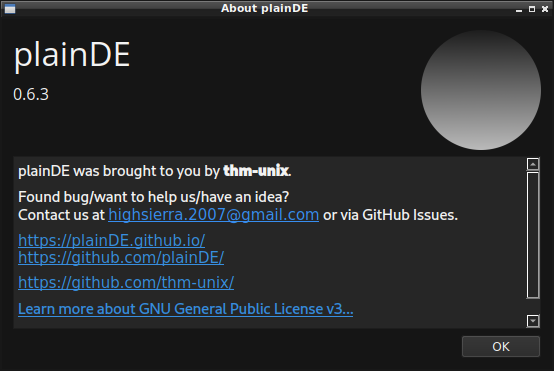 About plainDE
plainDE
0.6.3
plainDE was brought to you by thm-unix.
Found bug/want to help us/have an idea?
Contact us at highsierra.2007@gmail.com or via GitHub Issues.
https://plainDE.github.io/
https://github.com/plainDE/
https://github.com/thm-unix/
Learn more about GNU General Public License v3...
OK